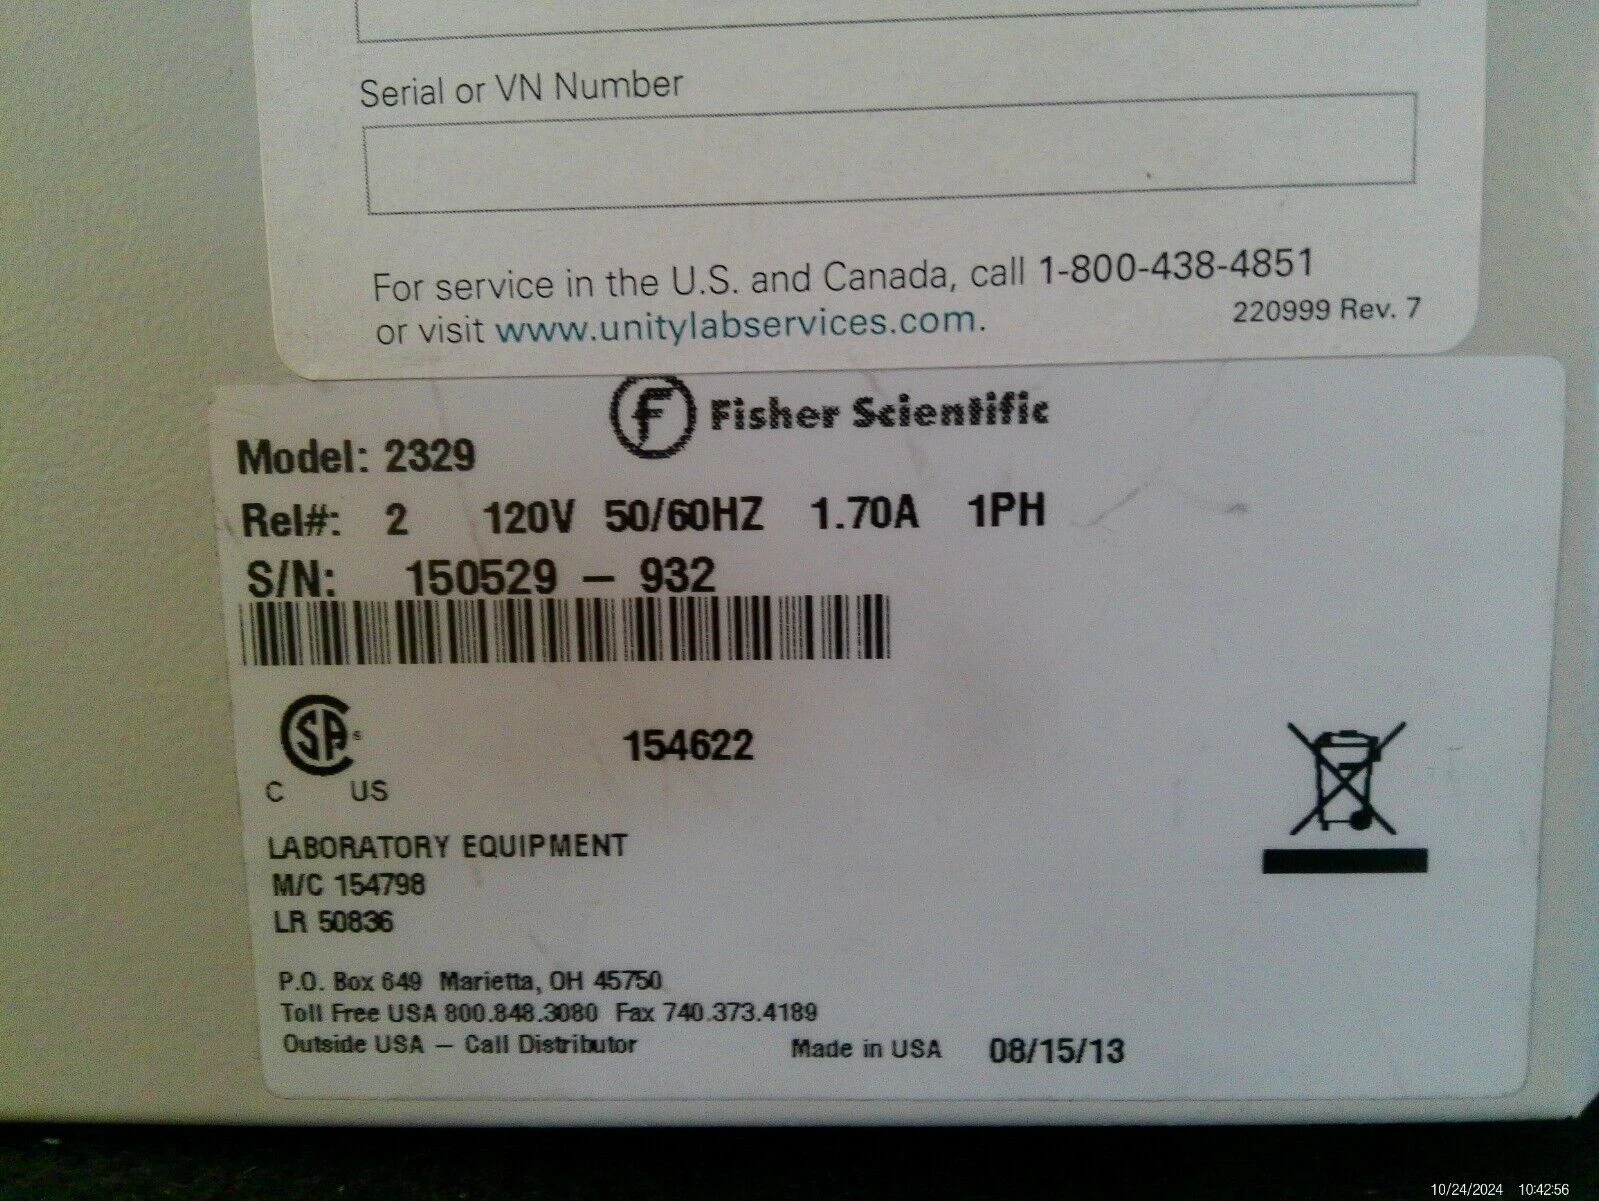 Serial or VN Number
For service in the U.S. and Canada, call 1-800-438-4851
or visit www.unitylabservices.com.
220999 Rev. 7
F Fisher Scientific
Model: 2329
Rel#: 2 120V 50/60HZ 1.70A 1PH
S/N: 150529 – 932
CSA®
C US
154622
LABORATORY EQUIPMENT
M/C 154798
LR 50836
P.O. Box 649 Marietta, OH 45750
Toll Free USA 800.848.3080 Fax 740.373.4189
Outside USA – Call Distributor
Made in USA 08/15/13
10/24/2024 10:42:56